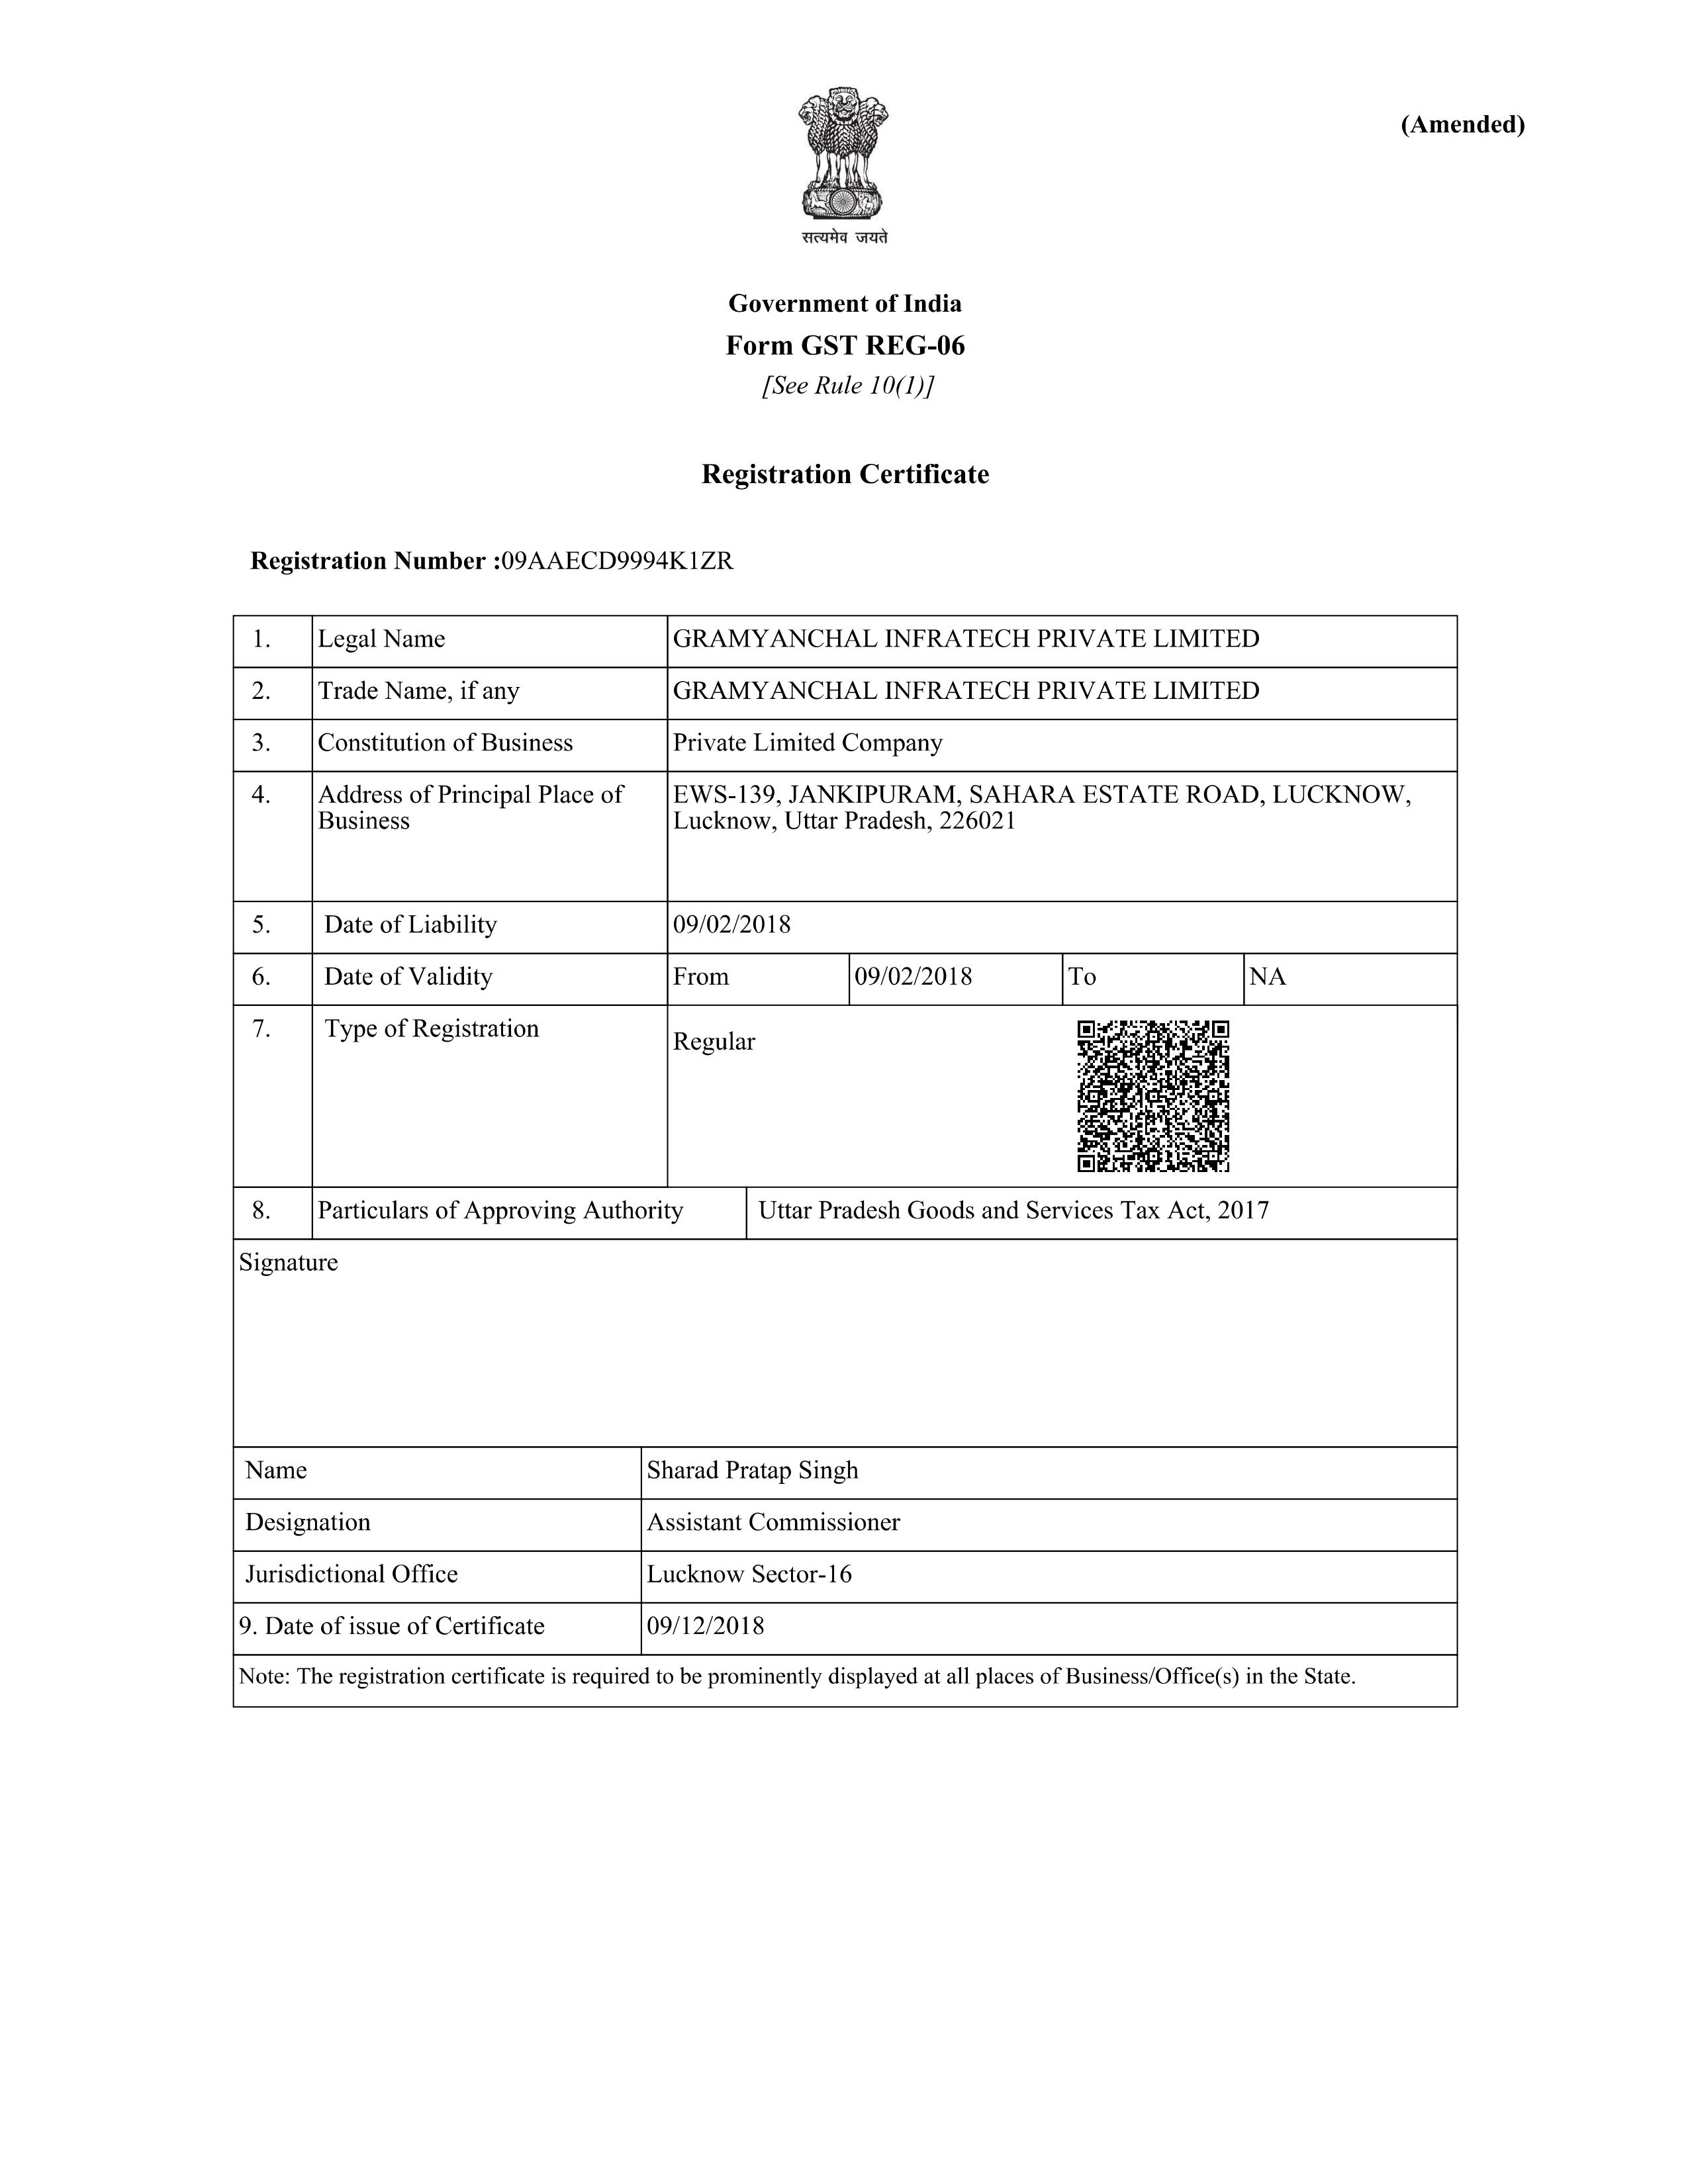 (Amended)
सत्यमेव जयते
Government of India
Form GST REG-06
[See Rule 10(1)]
Registration Certificate
Registration Number :09AAECD9994K1ZR
1. Legal Name GRAMYANCHAL INFRATECH PRIVATE LIMITED
2. Trade Name, if any GRAMYANCHAL INFRATECH PRIVATE LIMITED
3. Constitution of Business Private Limited Company
4. Address of Principal Place of EWS-139, JANKIPURAM, SAHARA ESTATE ROAD, LUCKNOW,
Business Lucknow, Uttar Pradesh, 226021
5. Date of Liability 09/02/2018
6. Date of Validity From 09/02/2018 To NA
7. Type of Registration Regular
8. Particulars of Approving Authority Uttar Pradesh Goods and Services Tax Act, 2017
Signature
Name Sharad Pratap Singh
Designation Assistant Commissioner
Jurisdictional Office Lucknow Sector-16
9. Date of issue of Certificate 09/12/2018
Note: The registration certificate is required to be prominently displayed at all places of Business/Office(s) in the State.